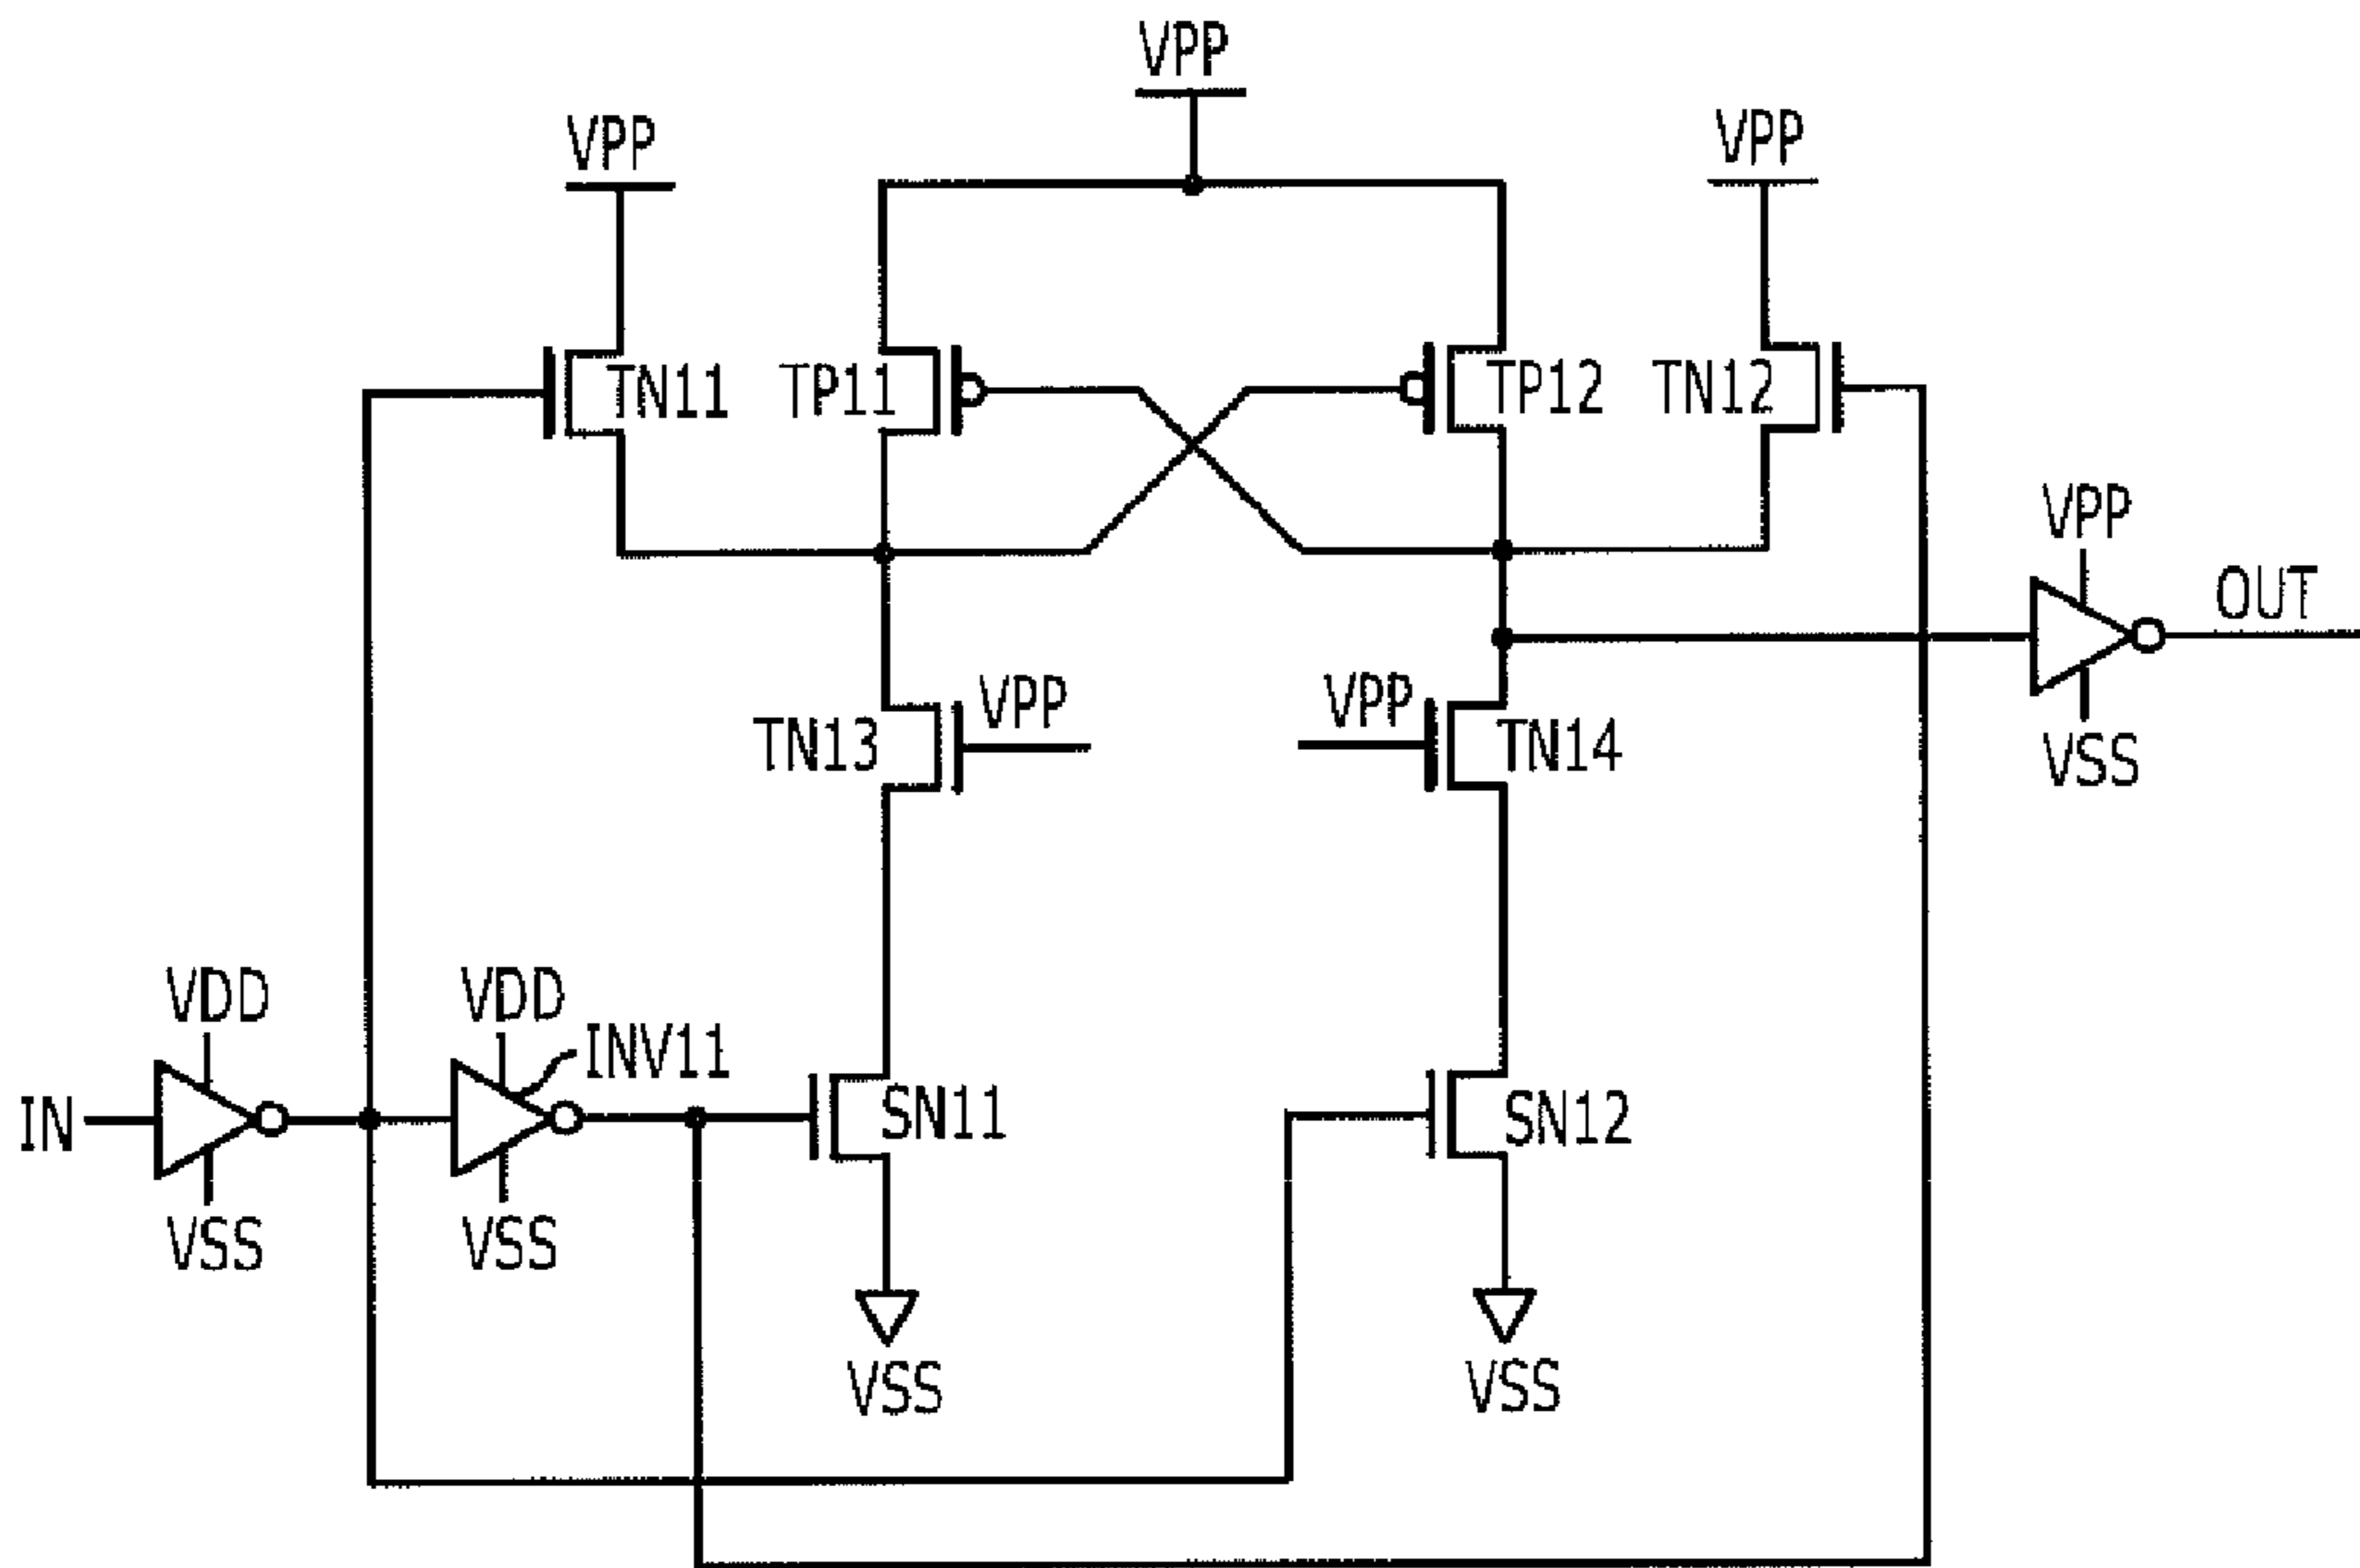 VPP
VPP
VPP
TN11
TP11
TP12
TN12
VPP
OUT
VPP
VPP
TN13
TN14
VSS
VDD
VDD
INV11
IN
SN11
SN12
VSS
VSS
VSS
VSS